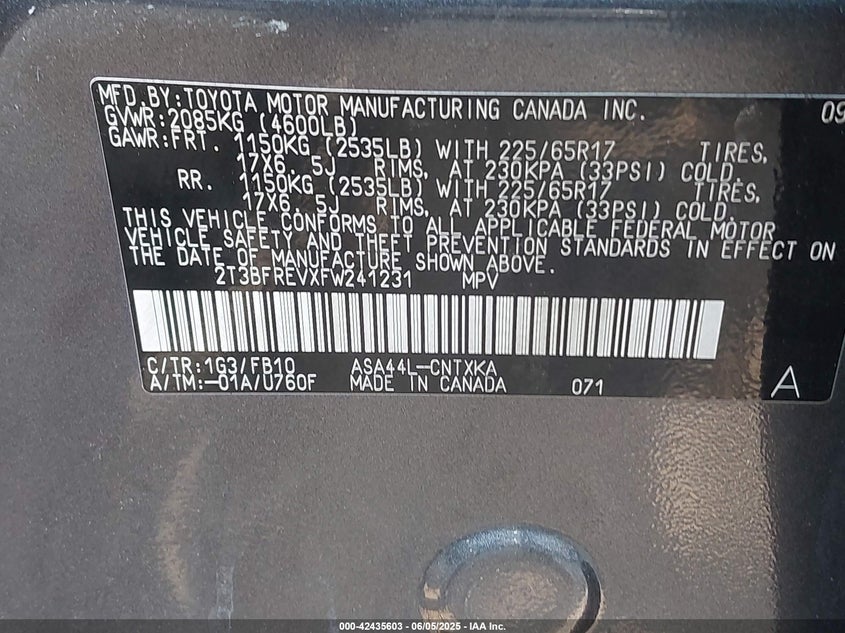 MFD.BY:TOYOTA MOTOR MANUFACTURING CANADA INC. 09
GVWR:2085KG (4600LB)
GAWR:FRT. 1150KG (2535LB) WITH 225/65R17 TIRES,
17X6.5J RIMS, AT 230KPA (33PSI) COLD.
RR. 1150KG (2535LB) WITH 225/65R17 TIRES,
17X6.5J RIMS, AT 230KPA (33PSI) COLD.
THIS VEHICLE CONFORMS TO ALL APPLICABLE FEDERAL MOTOR
VEHICLE SAFETY AND THEFT PREVENTION STANDARDS IN EFFECT ON
THE DATE OF MANUFACTURE SHOWN ABOVE.
2T3BFREVXFW241231 MPV
C/TR:1G3/FB10 ASA44L-CNTXKA
A/TM:-01A/U760F MADE IN CANADA 071 A
000-42435603 - 06/05/2025 - IAA Inc.